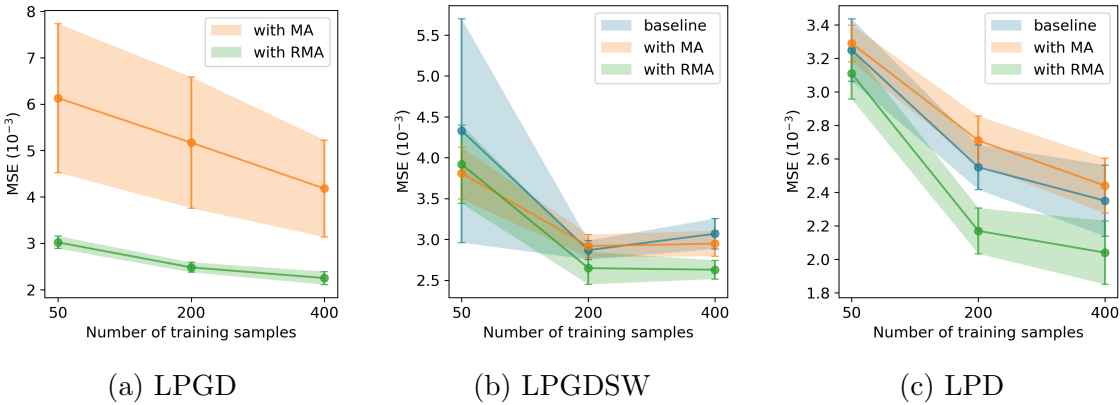 8
7
6
5
4
3
2
MSE (10⁻³)
with MA
with RMA
50
200
400
Number of training samples
(a) LPGD
5.5
5.0
4.5
4.0
3.5
3.0
2.5
MSE (10⁻³)
baseline
with MA
with RMA
50
200
400
Number of training samples
(b) LPGDSW
3.4
3.2
3.0
2.8
2.6
2.4
2.2
2.0
1.8
MSE (10⁻³)
baseline
with MA
with RMA
50
200
400
Number of training samples
(c) LPD